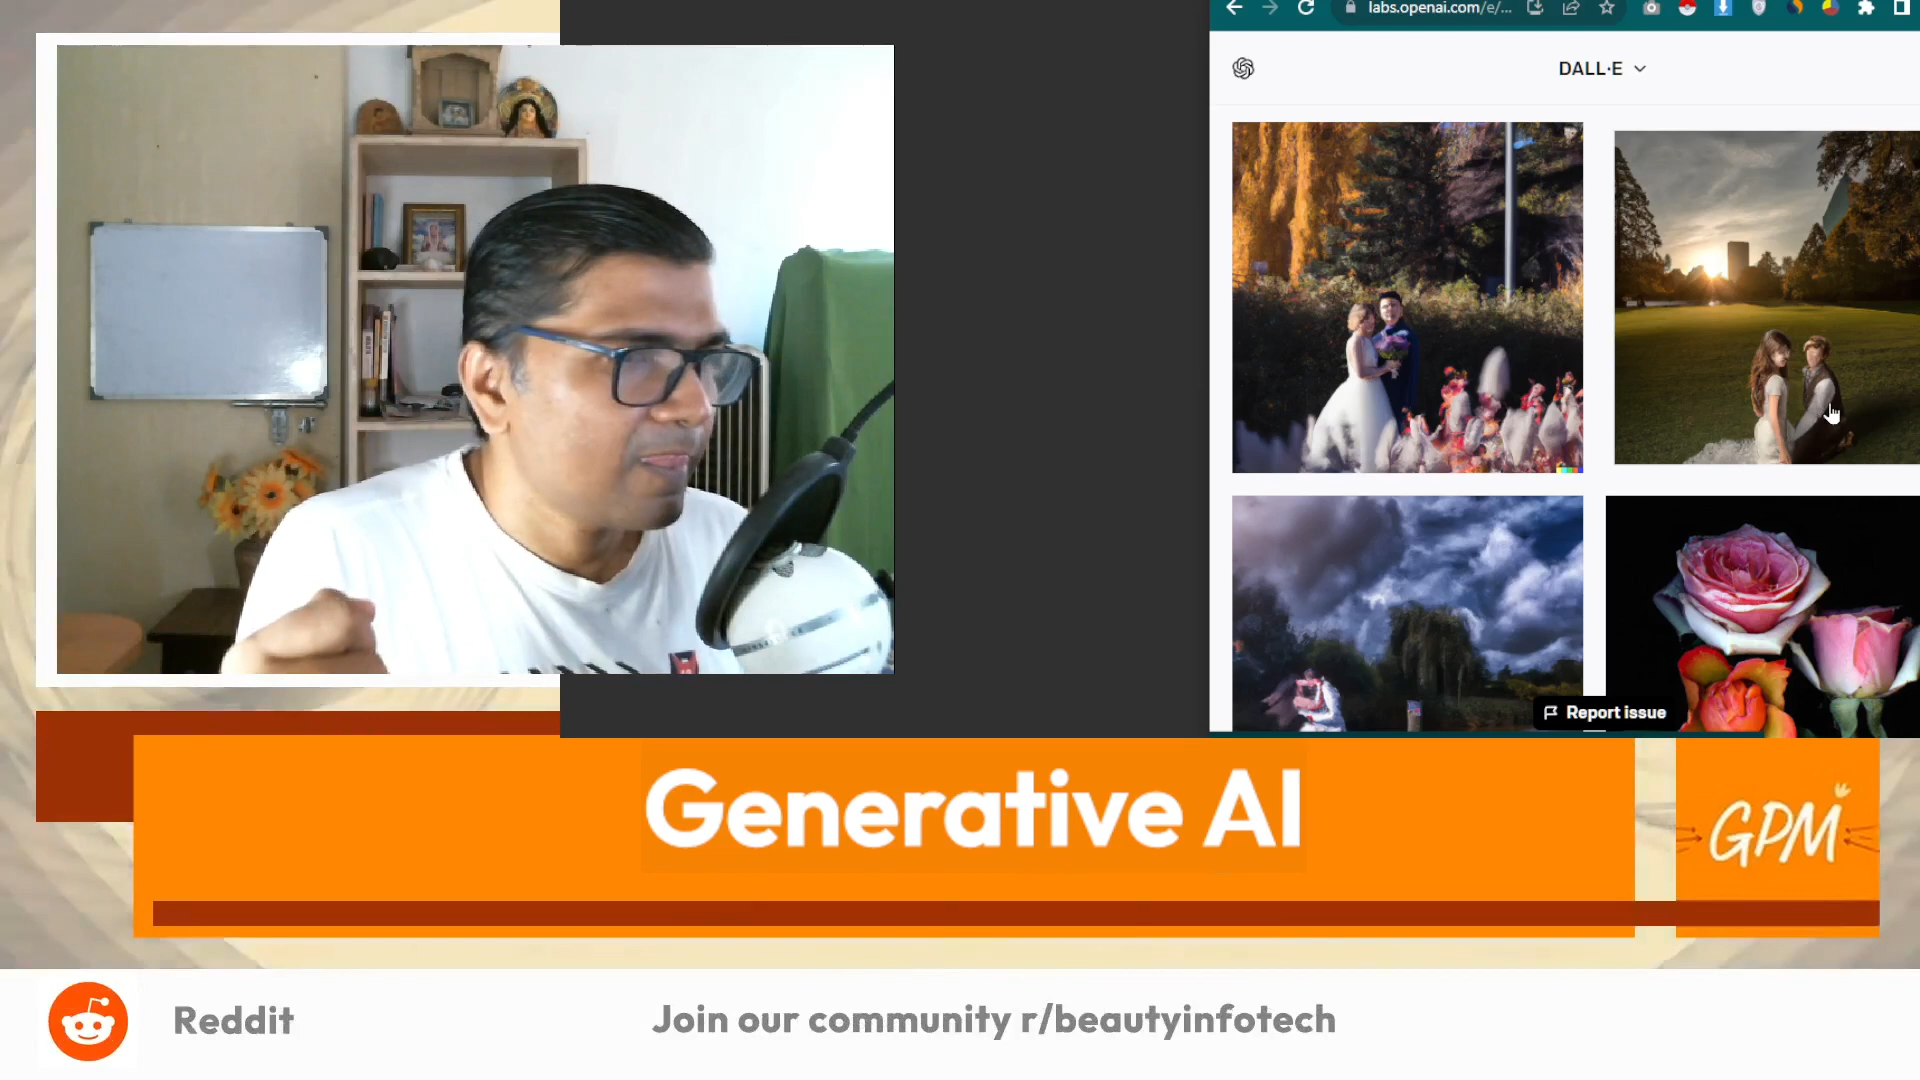 labs.openai.com/e/...
DALL·E
Report issue
Generative AI
GPM
Reddit
Join our community r/beautyinfotech